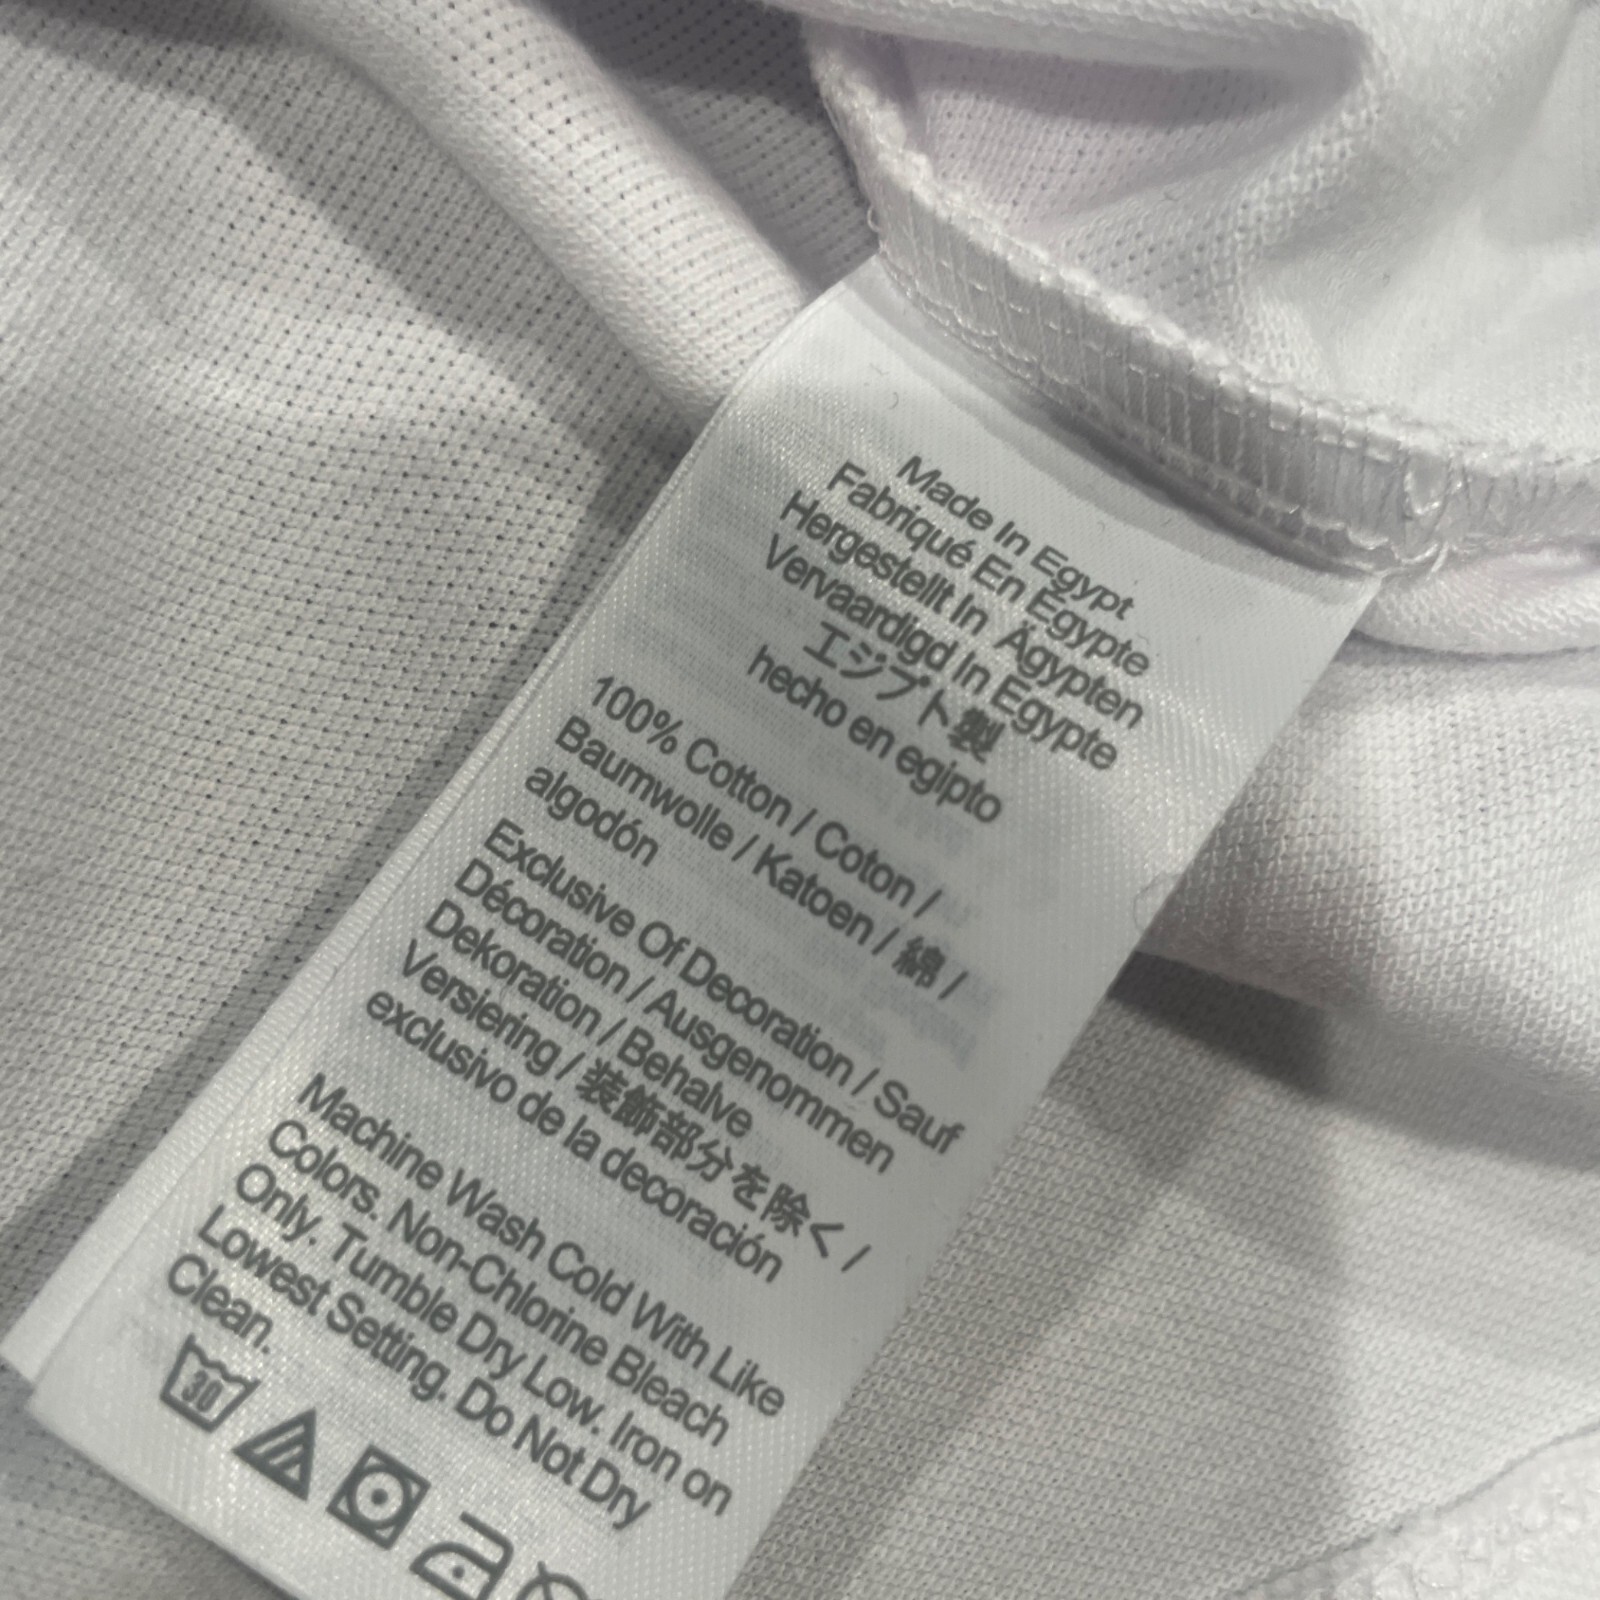 Made In Egypt
Fabriqué En Égypte
Hergestellt In Ägypten
Vervaardigd In Egypte
エジプト製
hecho en egipto
100% Cotton / Coton /
Baumwolle / Katoen / 綿 /
algodón
Exclusive Of Decoration / Sauf
Décoration / Ausgenommen
Dekoration / Behalve
Versiering / 装飾部分を除く /
exclusivo de la decoración
Machine Wash Cold With Like
Colors. Non-Chlorine Bleach
Only. Tumble Dry Low. Iron on
Lowest Setting. Do Not Dry
Clean.
30